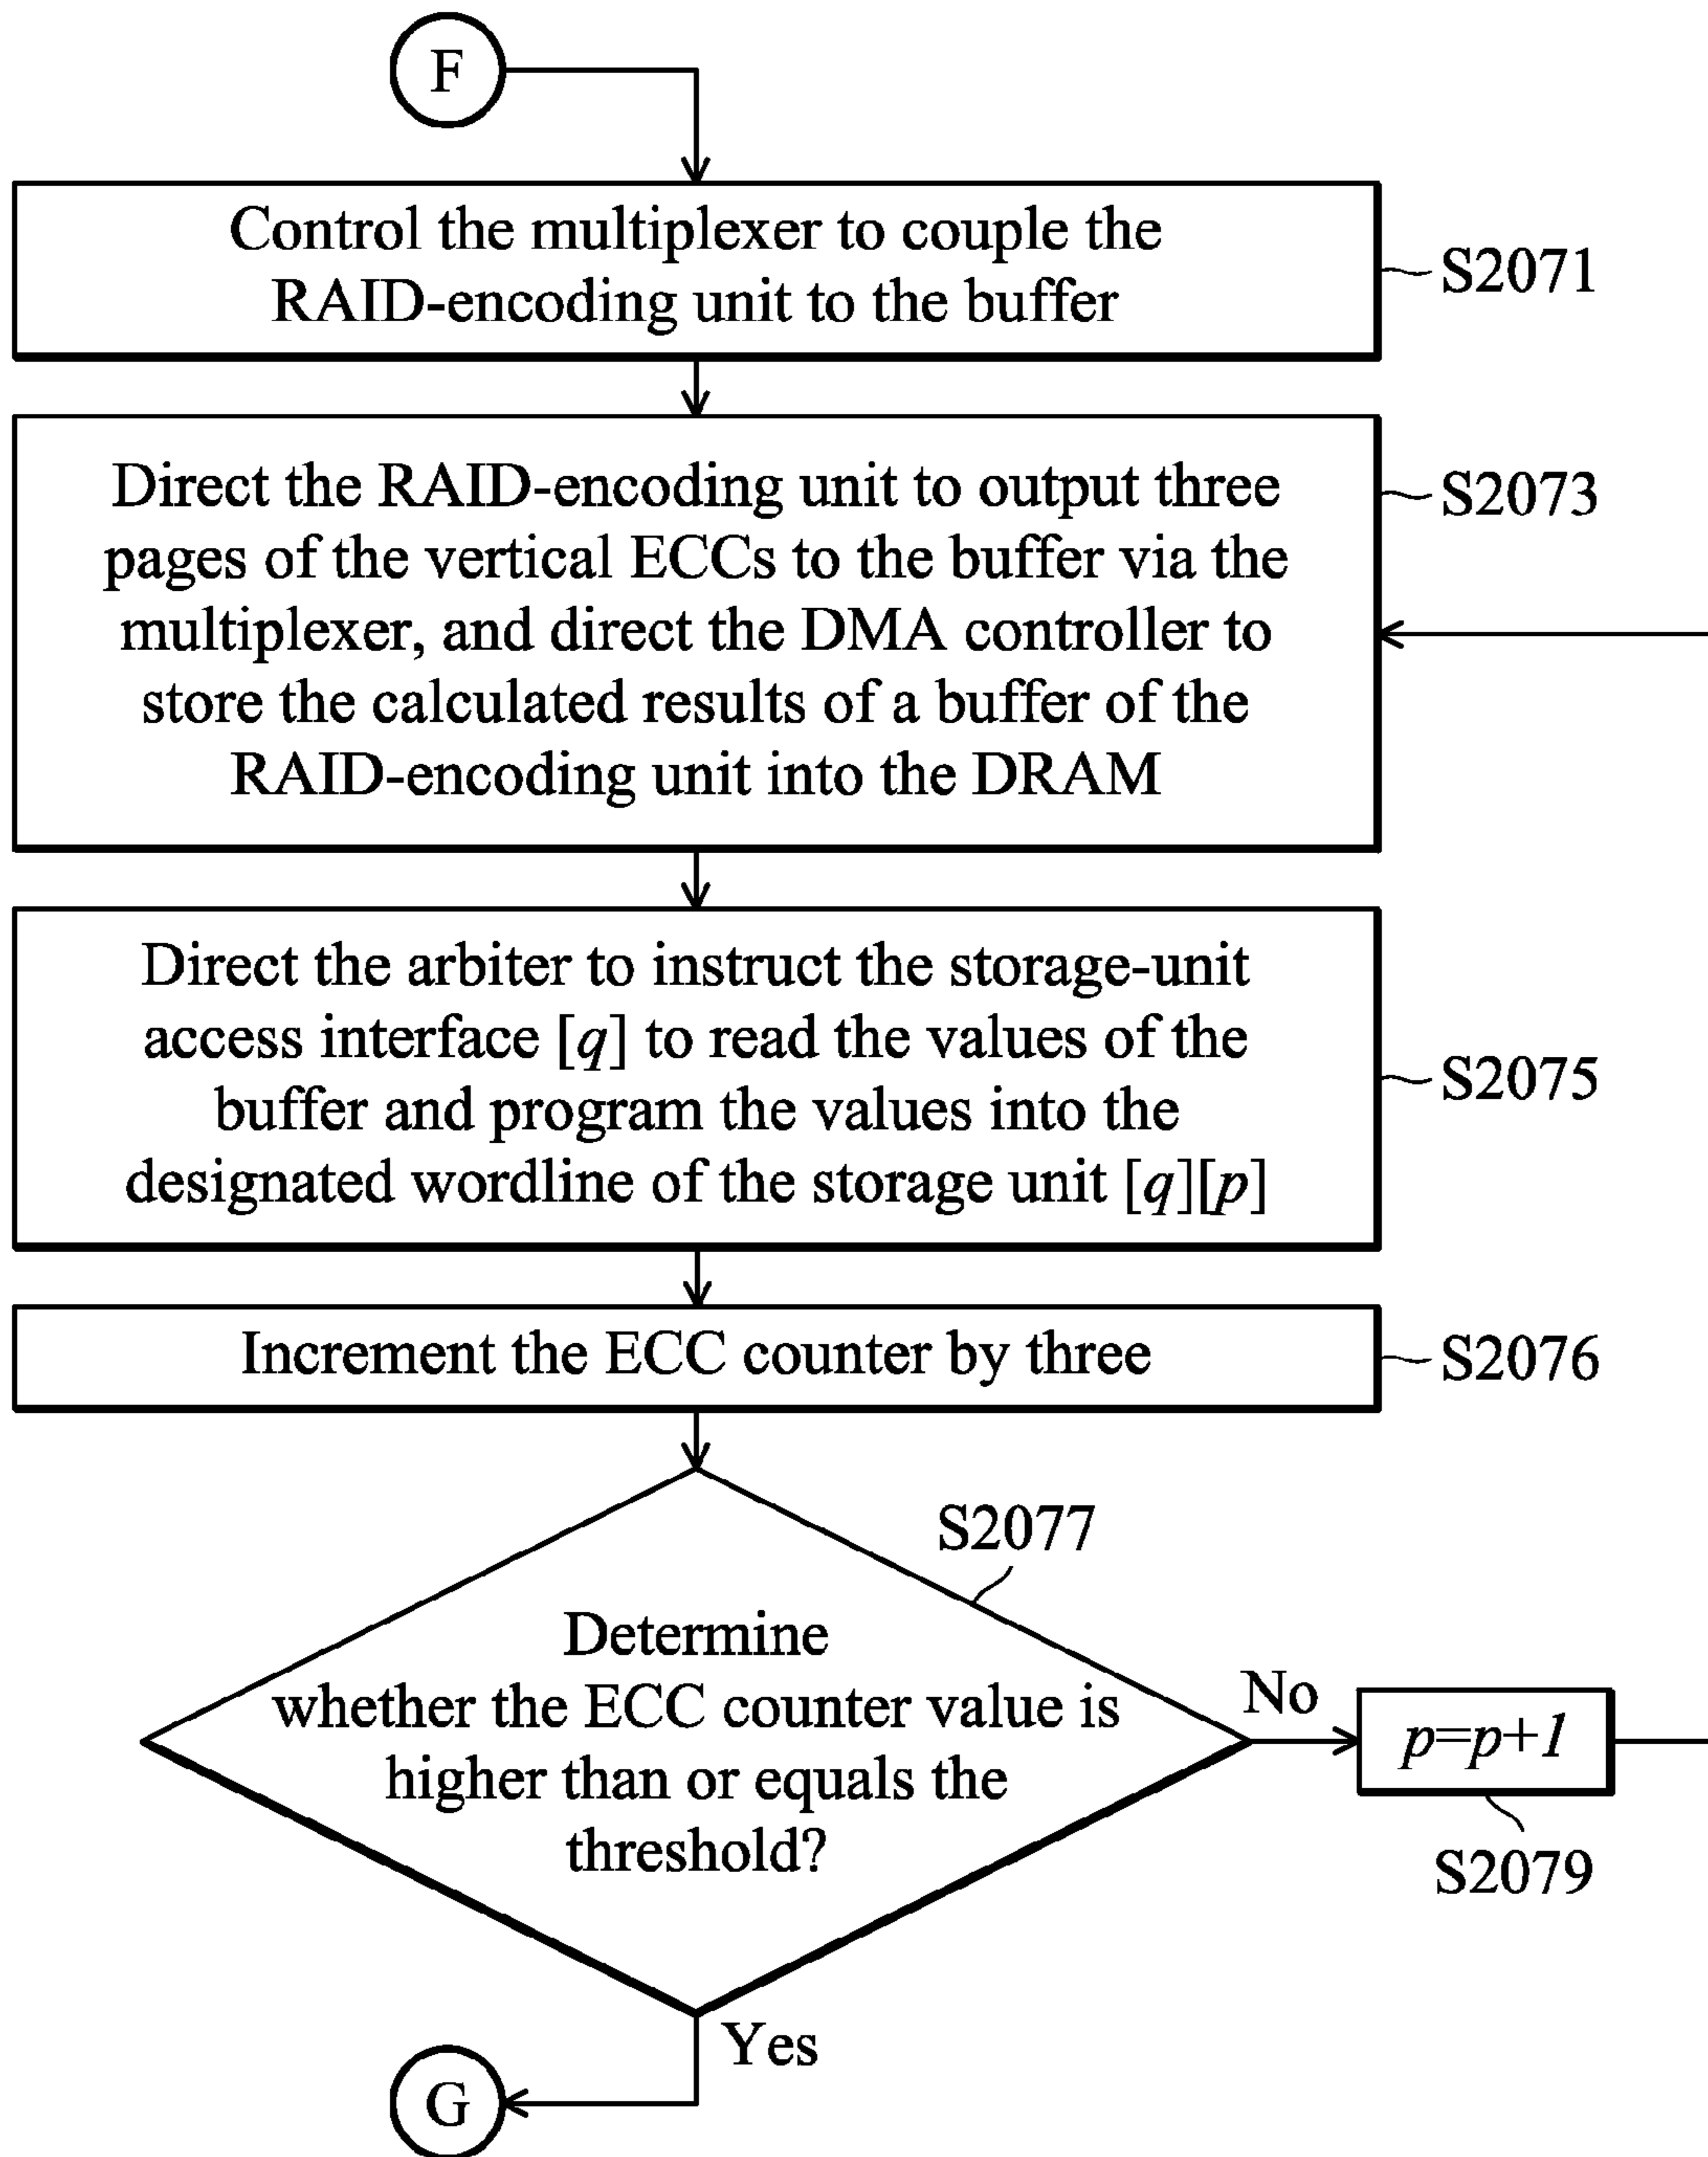 F
Control the multiplexer to couple the
RAID-encoding unit to the buffer
S2071
Direct the RAID-encoding unit to output three
pages of the vertical ECCs to the buffer via the
multiplexer, and direct the DMA controller to
store the calculated results of a buffer of the
RAID-encoding unit into the DRAM
S2073
Direct the arbiter to instruct the storage-unit
access interface [q] to read the values of the
buffer and program the values into the
designated wordline of the storage unit [q][p]
S2075
Increment the ECC counter by three
S2076
S2077
Determine
whether the ECC counter value is
higher than or equals the
threshold?
No
p=p+1
S2079
Yes
G